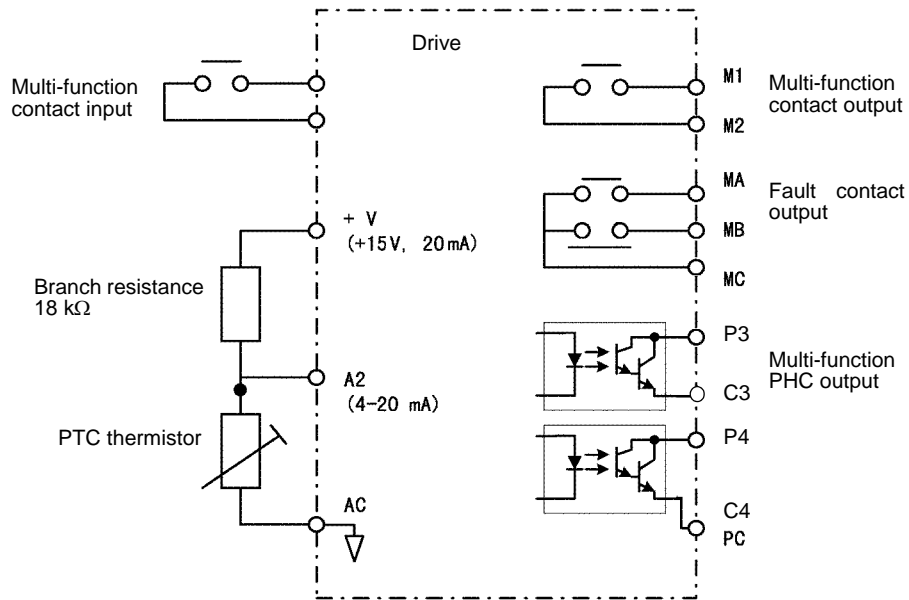 Drive
Multi-function
contact input
M1
M2
Multi-function
contact output
MA
MB
MC
Fault contact
output
+ V
(+15V, 20mA)
Branch resistance
18 kΩ
A2
(4-20 mA)
PTC thermistor
AC
P3
C3
Multi-function
PHC output
P4
C4
PC